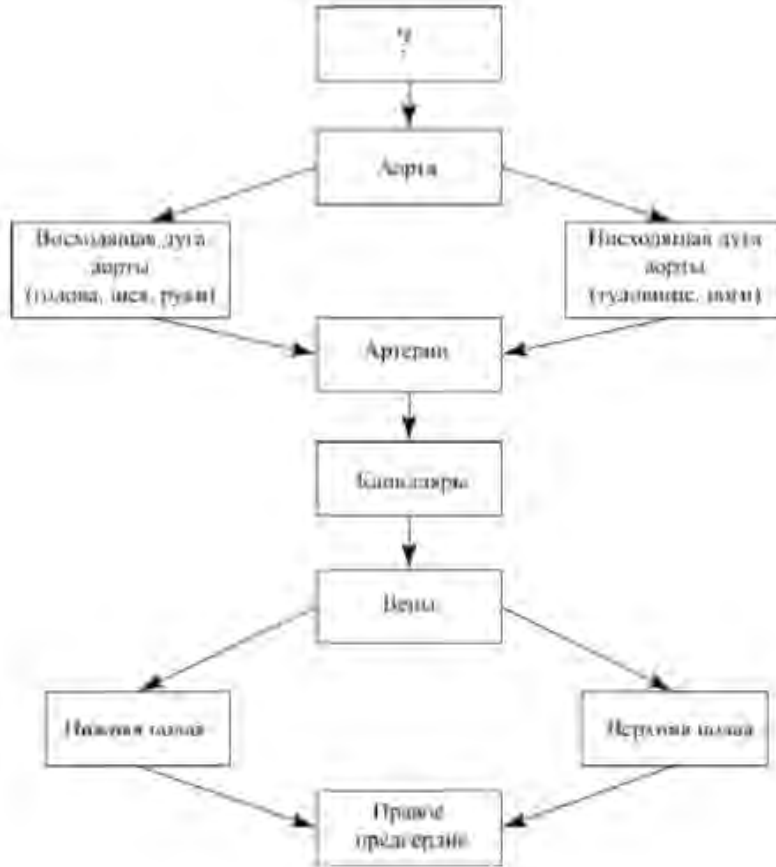 ?
Аорта
Восходящая дуга
аорты
(голова, шея, руки)
Нисходящая дуга
аорты
(туловище, ноги)
Артерии
Капилляры
Вены
Нижняя полая
Верхняя полая
Правое
предсердие